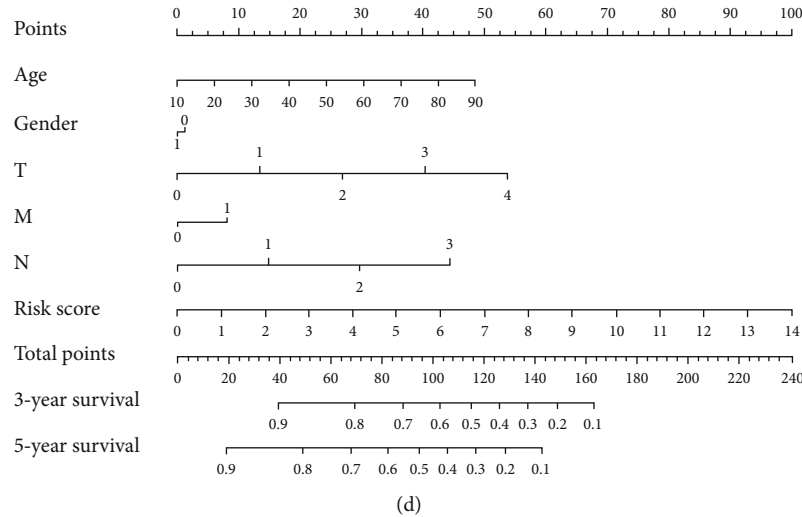 Points 0 10 20 30 40 50 60 70 80 90 100
Age
10 20 30 40 50 60 70 80 90
Gender 0
1
T 1 3
0 2 4
M 1
0
N 1 3
0 2
Risk score
0 1 2 3 4 5 6 7 8 9 10 11 12 13 14
Total points
0 20 40 60 80 100 120 140 160 180 200 220 240
3-year survival
0.9 0.8 0.7 0.6 0.5 0.4 0.3 0.2 0.1
5-year survival
0.9 0.8 0.7 0.6 0.5 0.4 0.3 0.2 0.1
(d)